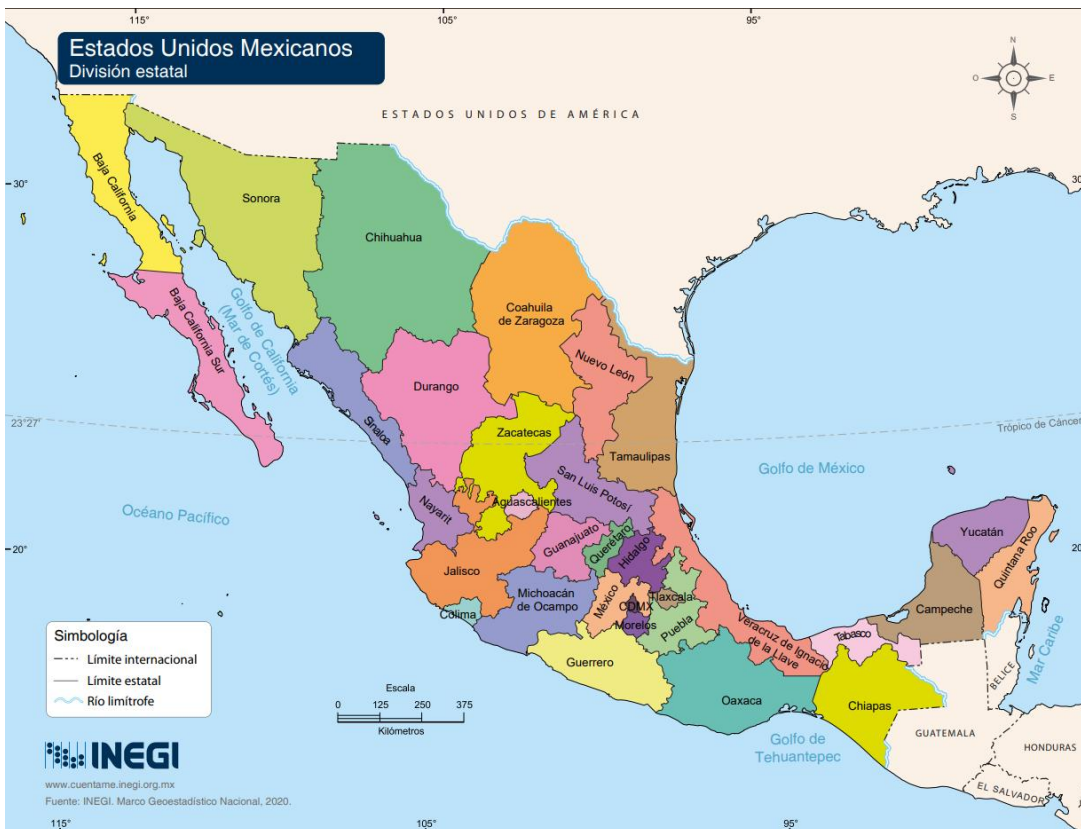 115°
105°
95°
Estados Unidos Mexicanos
División estatal
N
O
E
S
ESTADOS UNIDOS DE AMÉRICA
30°
30
Baja California
Sonora
Chihuahua
Coahuila
de Zaragoza
Baja California Sur
Golfo de California
(Mar de Cortés)
Nuevo León
Durango
Sinaloa
23°27'
Trópico de Cáncer
Zacatecas
Tamaulipas
Golfo de México
San Luis Potosí
Océano Pacífico
Nayarit
Aguascalientes
Yucatán
20°
20
Guanajuato
Querétaro
Hidalgo
Quintana Roo
Jalisco
Michoacán
de Ocampo
México
Tlaxcala
CDMX
Morelos
Puebla
Colima
Campeche
Veracruz de Ignacio
de la Llave
Tabasco
Guerrero
Oaxaca
Chiapas
BELICE
Mar Caribe
Simbología
Límite internacional
Límite estatal
Río limítrofe
Escala
0 125 250 375
Kilómetros
Golfo de
Tehuantepec
GUATEMALA
HONDURAS
EL SALVADOR
INEGI
www.cuentame.inegi.org.mx
Fuente: INEGI. Marco Geoestadístico Nacional, 2020.
115°
105°
95°